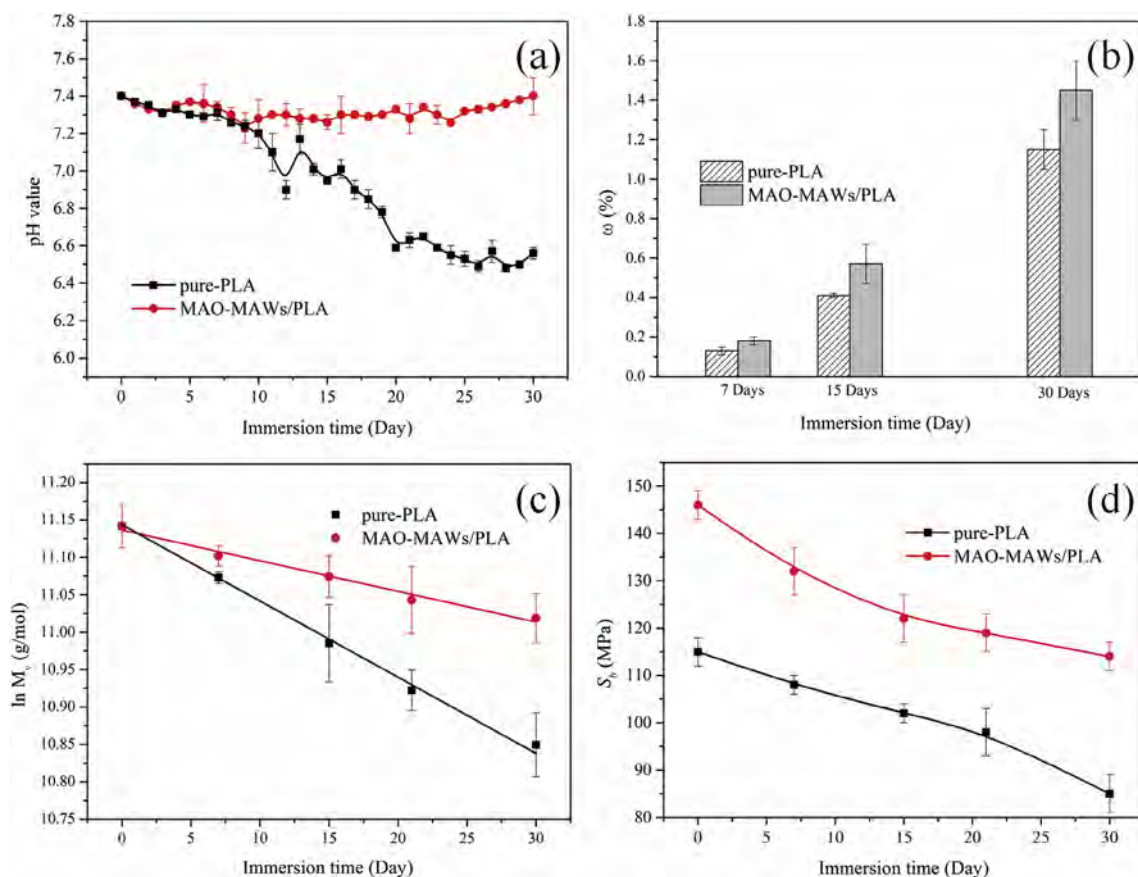 (a)
7.8
7.6
7.4
7.2
7.0
6.8
6.6
6.4
6.2
6.0
pH value
pure-PLA
MAO-MAWs/PLA
0 5 10 15 20 25 30
Immersion time (Day)
(b)
1.8
1.6
1.4
1.2
1.0
0.8
0.6
0.4
0.2
0.0
ω (%)
pure-PLA
MAO-MAWs/PLA
7 Days 15 Days 30 Days
Immersion time (Day)
(c)
11.20
11.15
11.10
11.05
11.00
10.95
10.90
10.85
10.80
10.75
ln Mv (g/mol)
pure-PLA
MAO-MAWs/PLA
0 5 10 15 20 25 30
Immersion time (Day)
(d)
150
140
130
120
110
100
90
80
Sb (MPa)
pure-PLA
MAO-MAWs/PLA
0 5 10 15 20 25 30
Immersion time (Day)